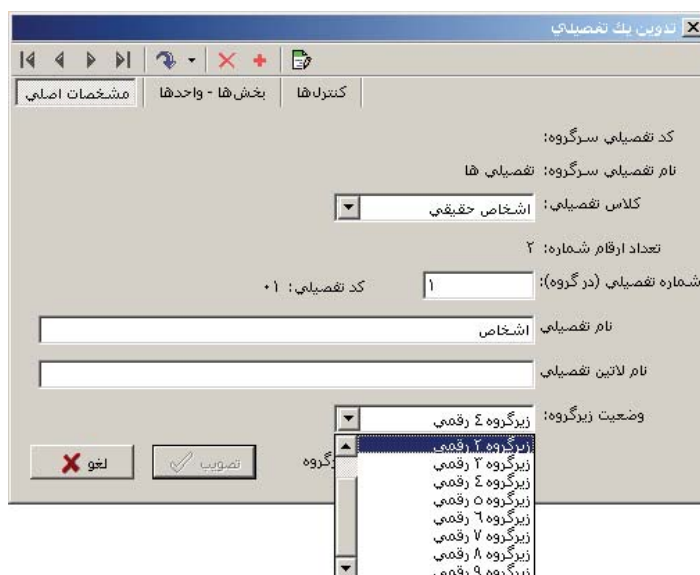 تدوين يك تفصيلي
مشخصات اصلي
بخش‌ها - واحدها
كنترل‌ها
كد تفصيلي سرگروه:
نام تفصيلي سرگروه: تفصيلي ها
كلاس تفصيلي: اشخاص حقيقي
تعداد ارقام شماره: ۲
شماره تفصيلي (در گروه): ۱ كد تفصيلي: ۰۱
نام تفصيلي اشخاص
نام لاتين تفصيلي
وضعيت زيرگروه: زيرگروه ٤ رقمي
زيرگروه ۲ رقمي
زيرگروه ۳ رقمي
زيرگروه ٤ رقمي
زيرگروه ٥ رقمي
زيرگروه ٦ رقمي
زيرگروه ۷ رقمي
زيرگروه ۸ رقمي
زيرگروه ۹ رقمي
تصويب
لغو